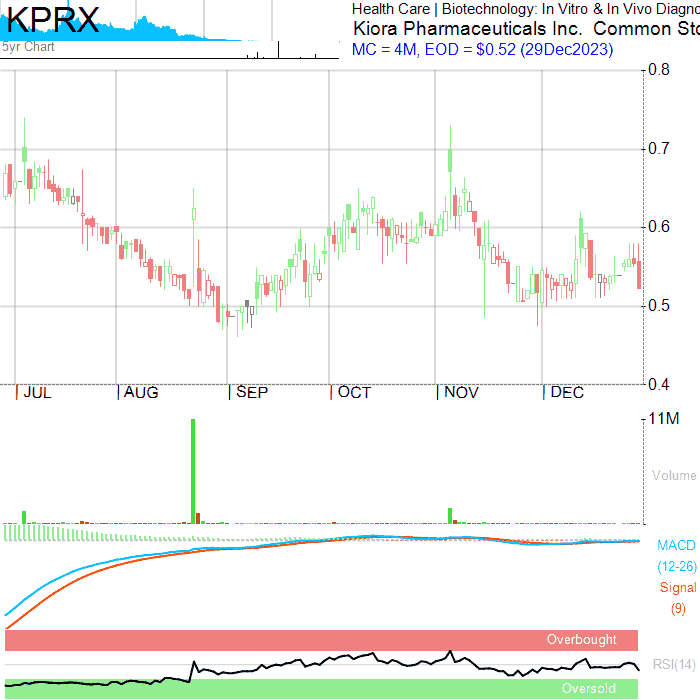 KPRX
Health Care | Biotechnology: In Vitro & In Vivo Diagno
Kiora Pharmaceuticals Inc. Common Sto
5yr Chart
MC = 4M, EOD = $0.52 (29Dec2023)
0.8
0.7
0.6
0.5
0.4
JUL AUG SEP OCT NOV DEC
11M
Volume
MACD
(12-26)
Signal
(9)
Overbought
RSI(14)
Oversold